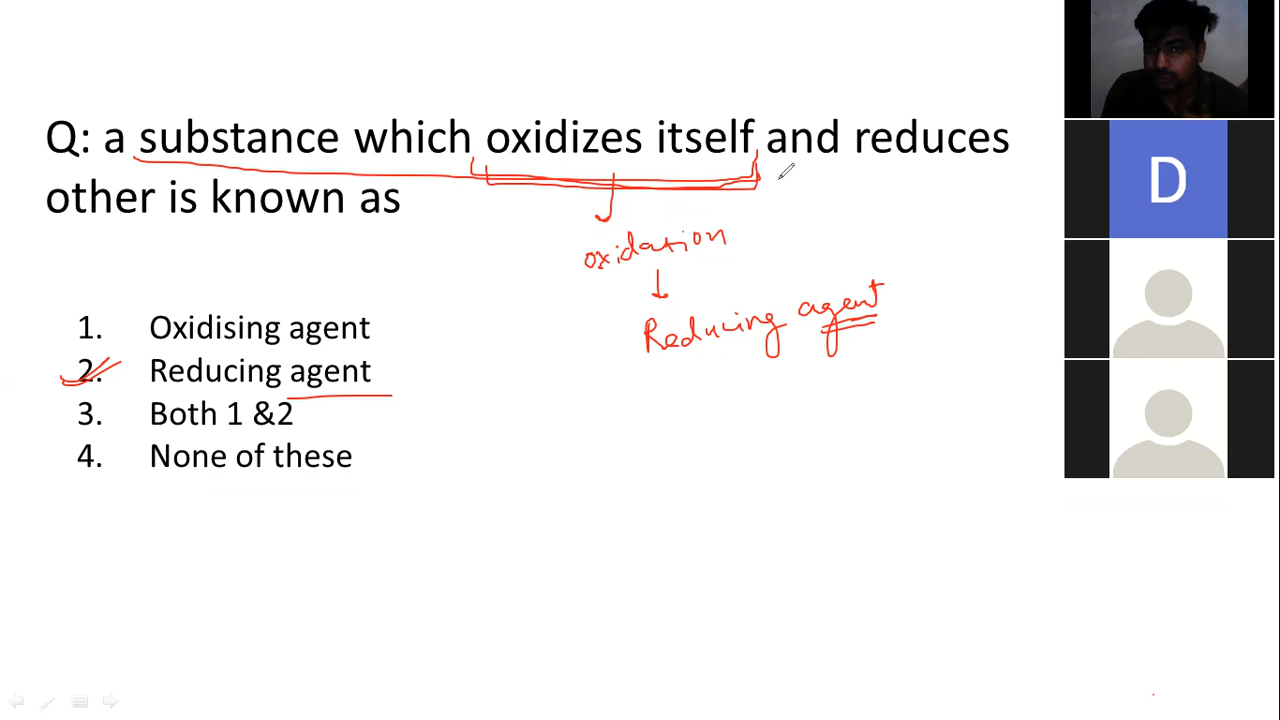 Q: a substance which oxidizes itself and reduces
other is known as
oxidation
Reducing agent
1. Oxidising agent
2. Reducing agent
3. Both 1 &2
4. None of these
D